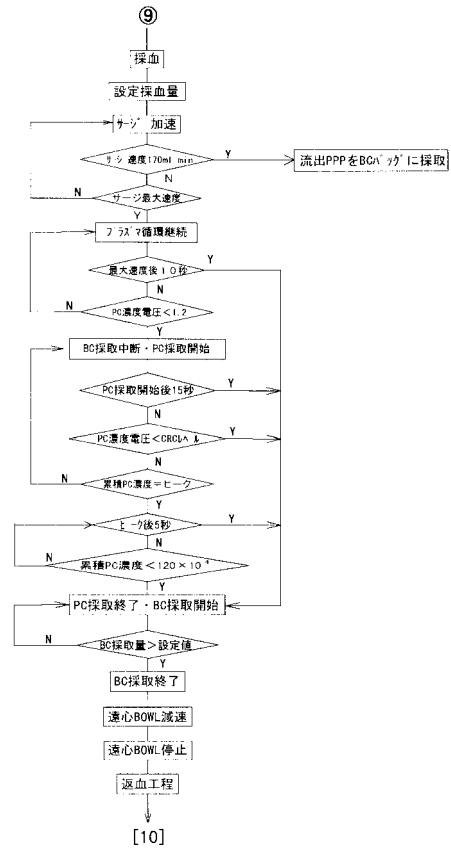 ⑨
採血
設定採血量
サージ 加速
サージ 速度170ml min
Y
流出PPPをBCバッグに採取
N
N
サージ最大速度
Y
プラズマ循環継続
最大速度後10秒
Y
N
N
PC濃度電圧<1.2
Y
BC採取中断・PC採取開始
PC採取開始後15秒
Y
N
PC濃度電圧<CRCレベル
Y
N
N
累積PC濃度=ピーク
Y
ピーク後5秒
Y
N
N
累積PC濃度<120×10⁴
Y
PC採取終了・BC採取開始
N
BC採取量>設定値
Y
BC採取終了
遠心BOWL減速
遠心BOWL停止
返血工程
[10]